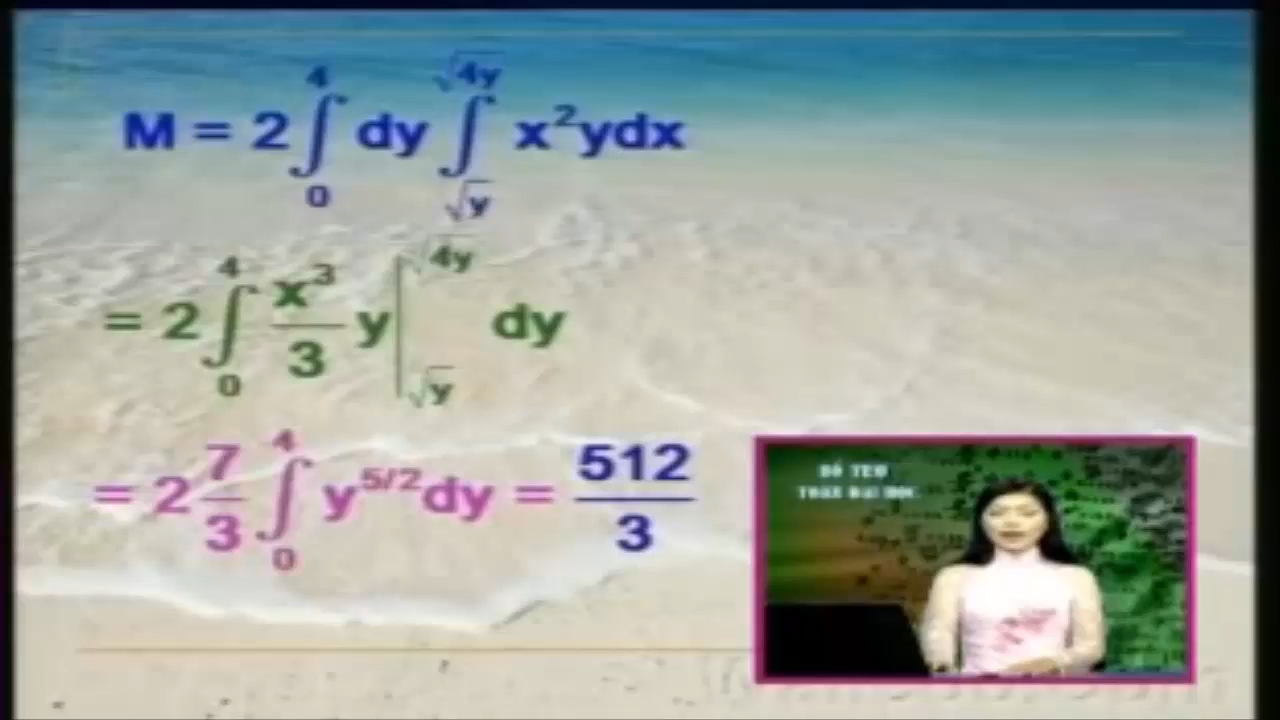 M = 2∫₀⁴ dy ∫_{√y}^{√4y} x²ydx
= 2∫₀⁴ x³/3 y |_{√y}^{√4y} dy
= 2 7/3 ∫₀⁴ y^{5/2}dy = 512/3